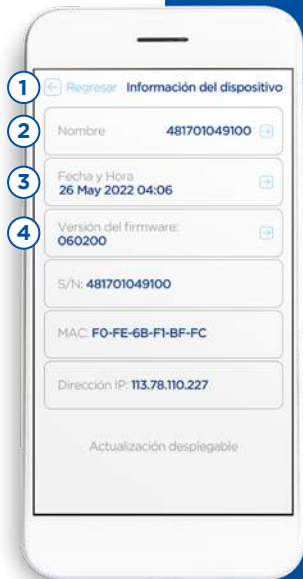 1 Regresar Información del dispositivo
2 Nombre 481701049100
3 Fecha y Hora
26 May 2022 04:06
4 Versión del firmware:
060200
S/N: 481701049100
MAC: F0-FE-6B-F1-BF-FC
Dirección IP: 113.78.110.227
Actualización desplegable